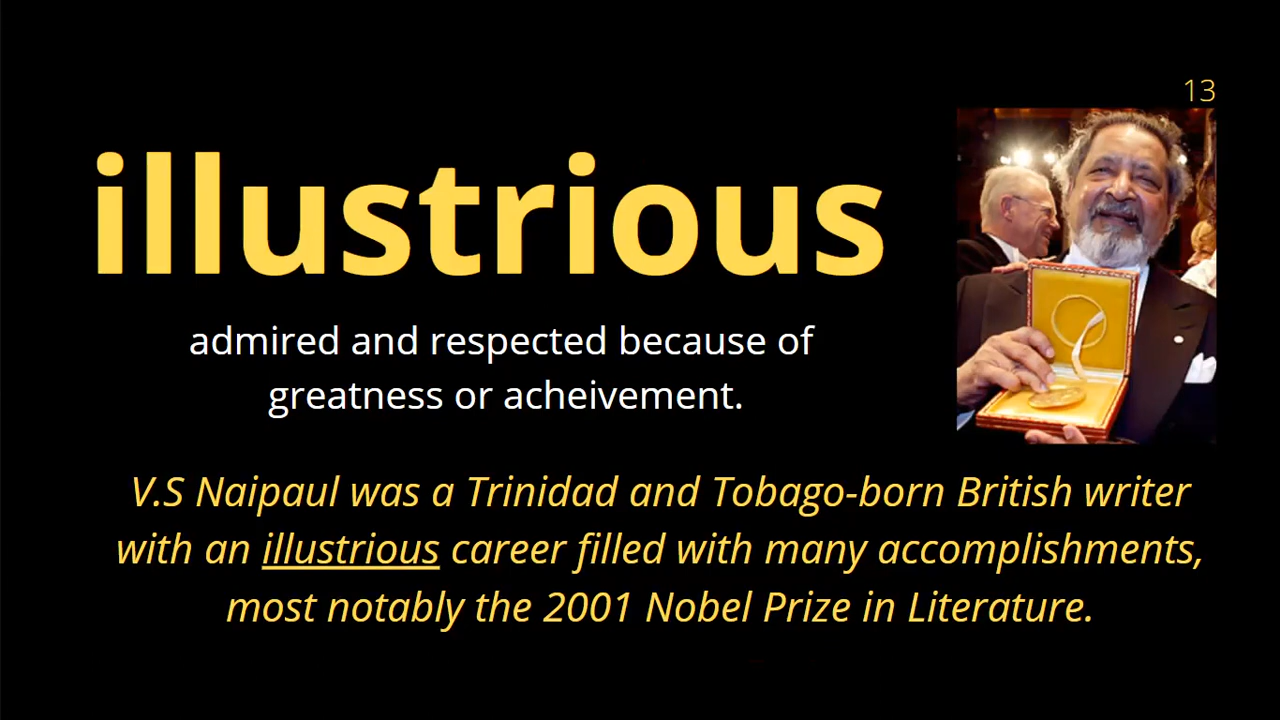 13
illustrious
admired and respected because of
greatness or acheivement.
V.S Naipaul was a Trinidad and Tobago-born British writer
with an illustrious career filled with many accomplishments,
most notably the 2001 Nobel Prize in Literature.